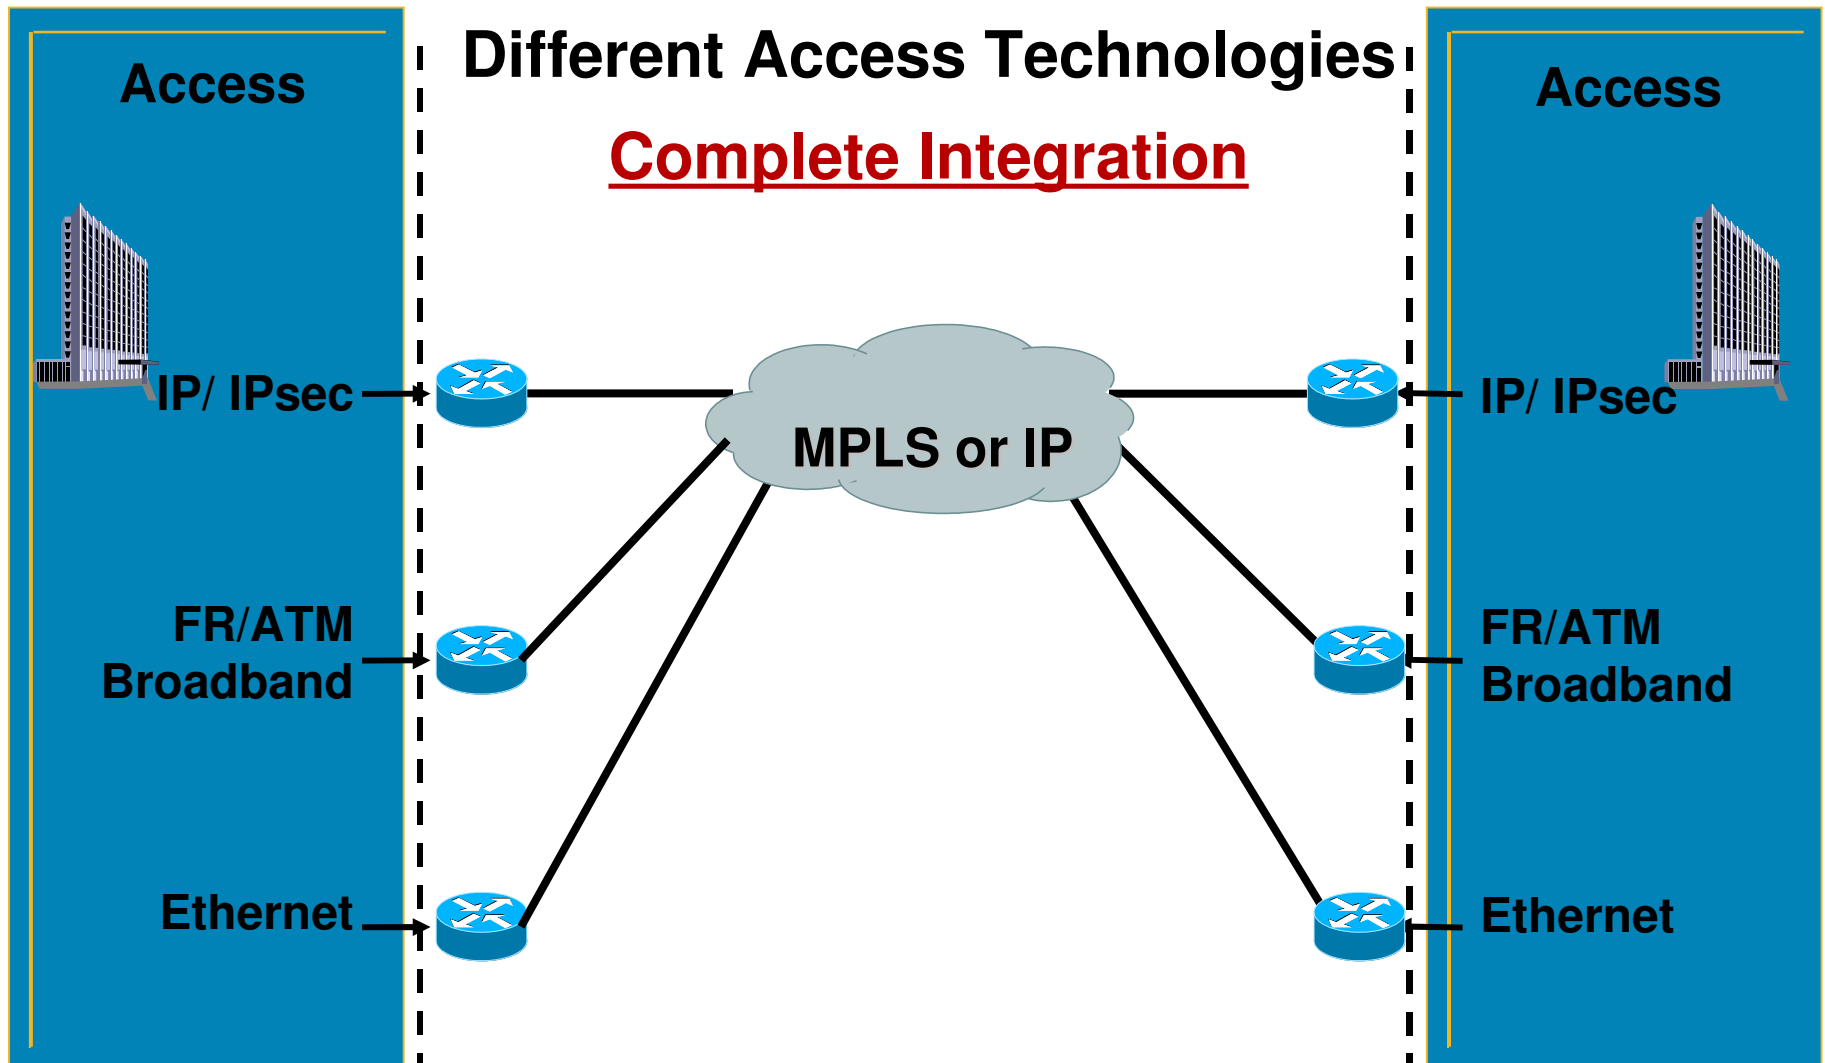 Different Access Technologies
Complete Integration
Access
IP/ IPsec
FR/ATM
Broadband
Ethernet
MPLS or IP
Access
IP/ IPsec
FR/ATM
Broadband
Ethernet